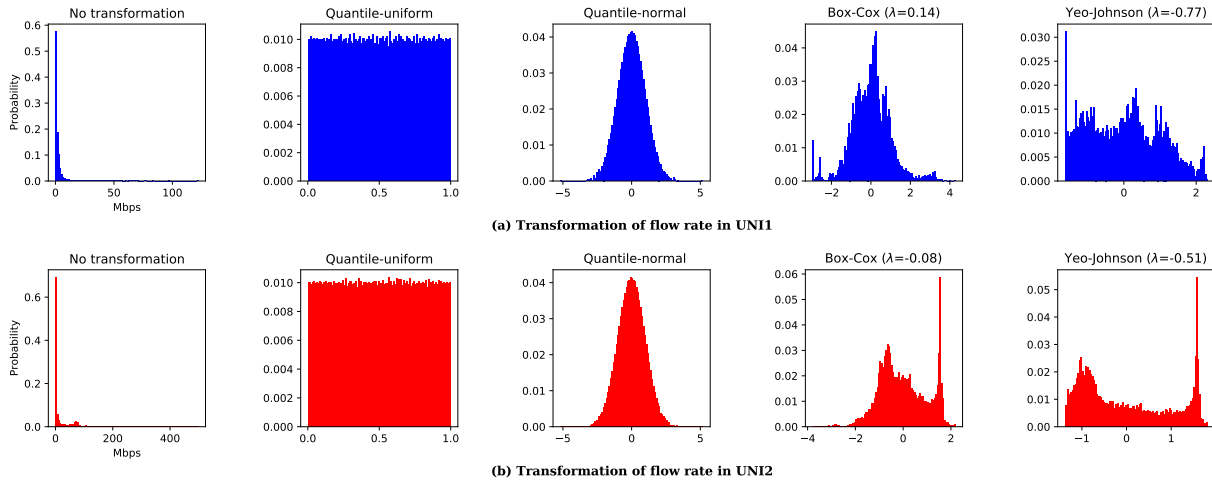 No transformation
Quantile-uniform
Quantile-normal
Box-Cox (λ=0.14)
Yeo-Johnson (λ=-0.77)
Probability
0.6
0.5
0.4
0.3
0.2
0.1
0.0
0 50 100
Mbps
0.010
0.008
0.006
0.004
0.002
0.000
0.0 0.5 1.0
0.04
0.03
0.02
0.01
0.00
−5 0 5
0.04
0.03
0.02
0.01
0.00
−2 0 2 4
0.030
0.025
0.020
0.015
0.010
0.005
0.000
0 2
(a) Transformation of flow rate in UNI1
No transformation
Quantile-uniform
Quantile-normal
Box-Cox (λ=-0.08)
Yeo-Johnson (λ=-0.51)
Probability
0.6
0.4
0.2
0.0
0 200 400
Mbps
0.010
0.008
0.006
0.004
0.002
0.000
0.0 0.5 1.0
0.04
0.03
0.02
0.01
0.00
−5 0 5
0.06
0.05
0.04
0.03
0.02
0.01
0.00
−4 −2 0 2
0.05
0.04
0.03
0.02
0.01
0.00
−1 0 1
(b) Transformation of flow rate in UNI2